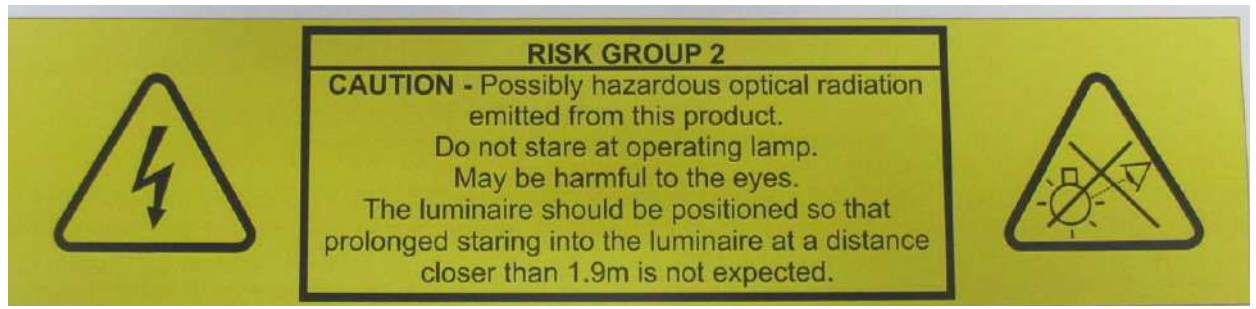 RISK GROUP 2
CAUTION - Possibly hazardous optical radiation
emitted from this product.
Do not stare at operating lamp.
May be harmful to the eyes.
The luminaire should be positioned so that
prolonged staring into the luminaire at a distance
closer than 1.9m is not expected.